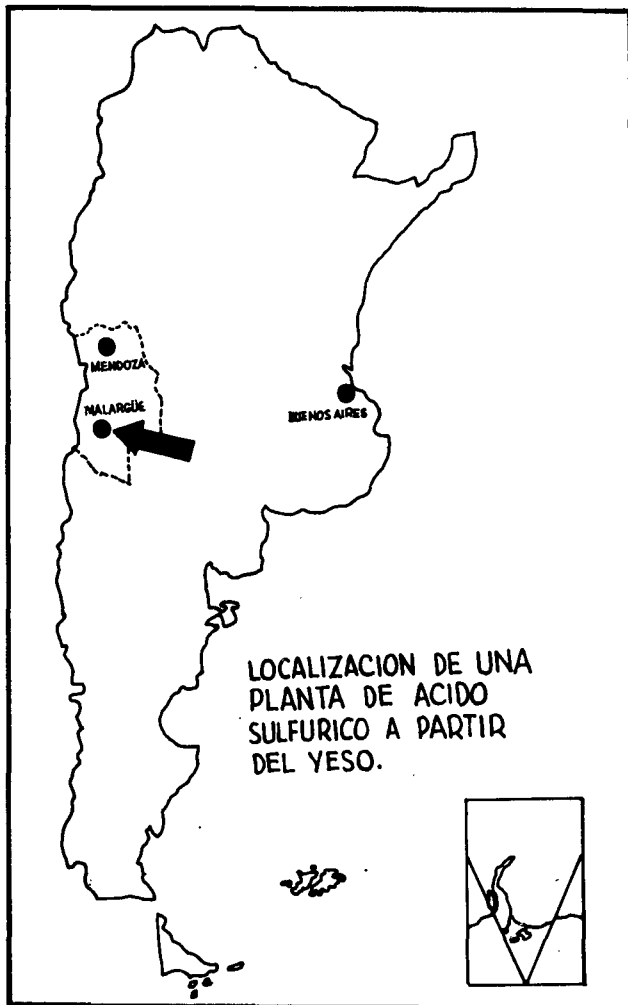 MENDOZA
MALARGÜE
BUENOS AIRES
LOCALIZACION DE UNA
PLANTA DE ACIDO
SULFURICO A PARTIR
DEL YESO.